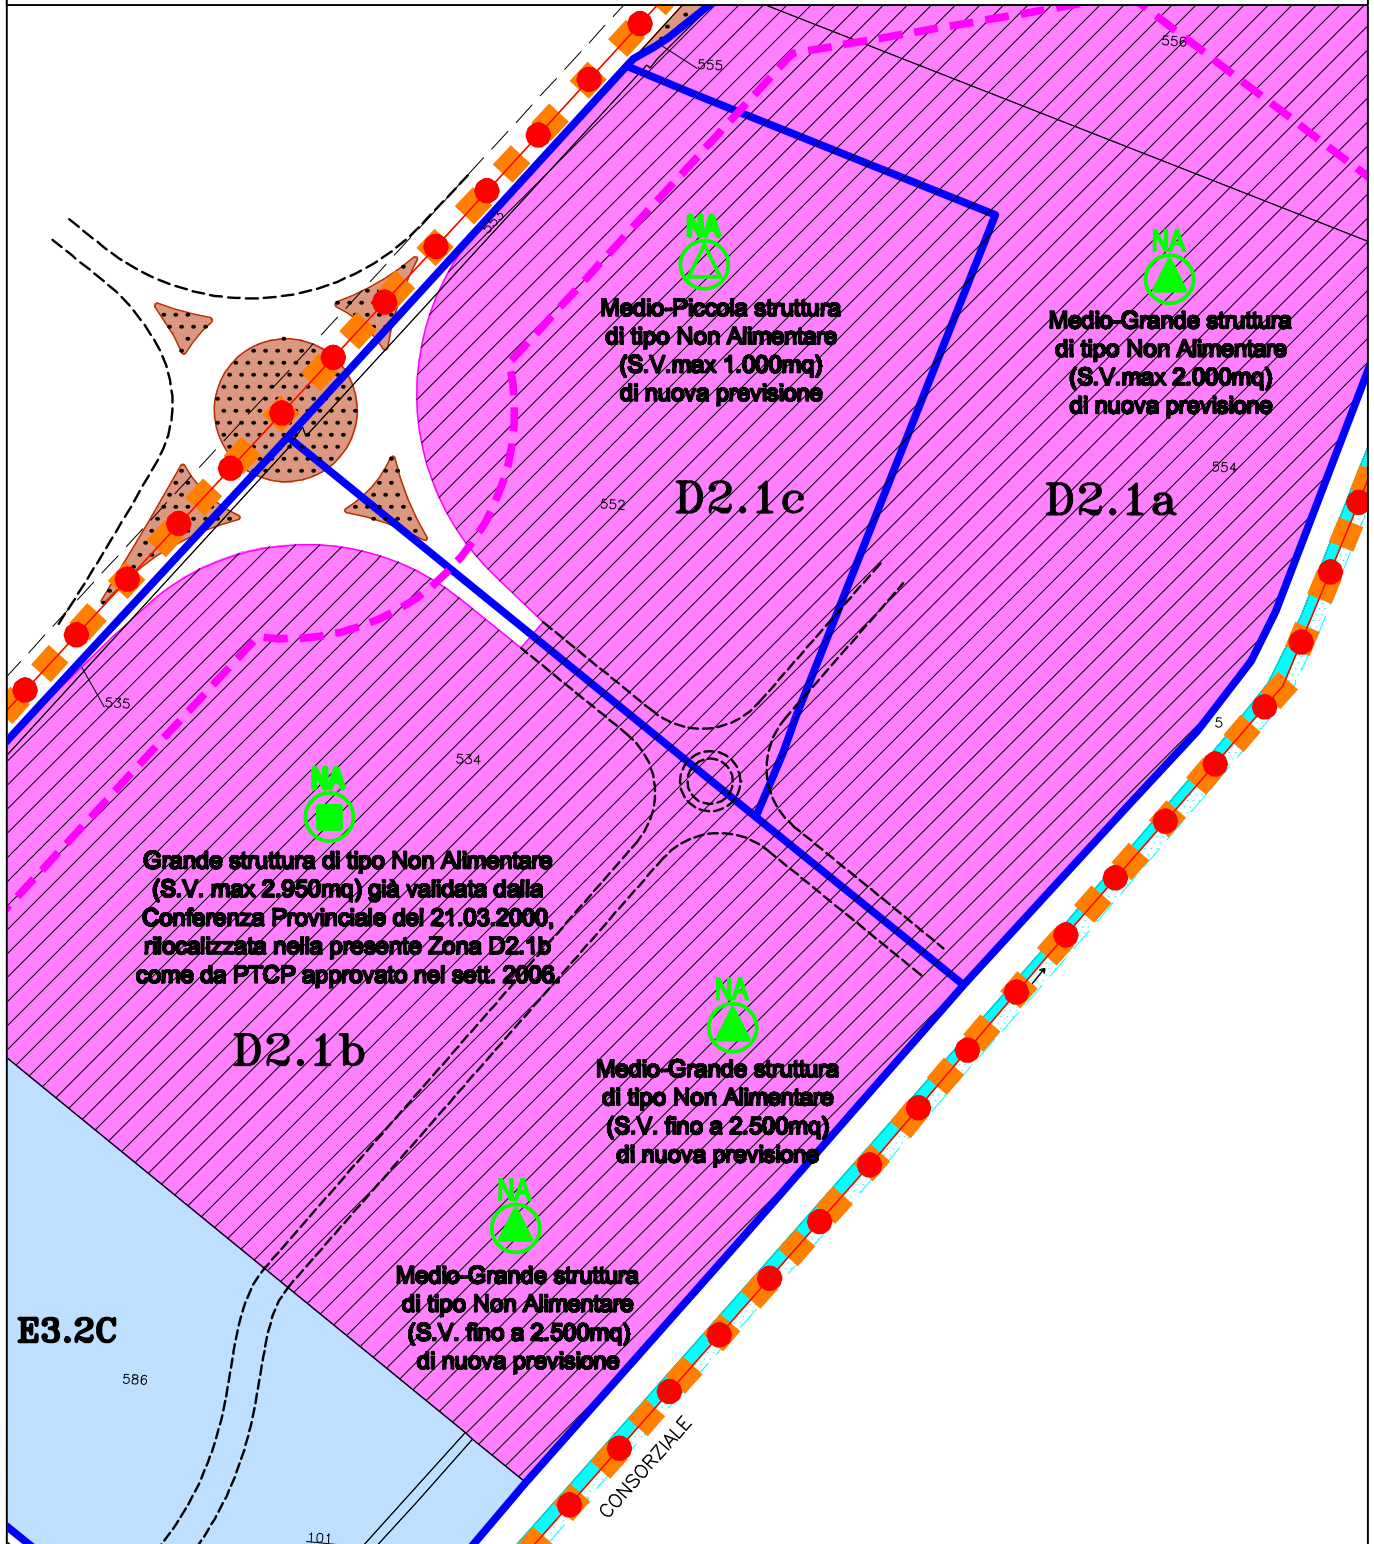 556
555
553
NA
Medio-Piccola struttura
di tipo Non Alimentare
(S.V.max 1.000mq)
di nuova previsione
NA
Medio-Grande struttura
di tipo Non Alimentare
(S.V.max 2.000mq)
di nuova previsione
554
552
D2.1c
D2.1a
535
5
534
NA
Grande struttura di tipo Non Alimentare
(S.V. max 2.950mq) già validata dalla
Conferenza Provinciale del 21.03.2000,
rilocalizzata nella presente Zona D2.1b
come da PTCP approvato nel sett. 2006.
D2.1b
NA
Medio-Grande struttura
di tipo Non Alimentare
(S.V. fino a 2.500mq)
di nuova previsione
NA
Medio-Grande struttura
di tipo Non Alimentare
(S.V. fino a 2.500mq)
di nuova previsione
E3.2C
586
CONSORZIALE
101